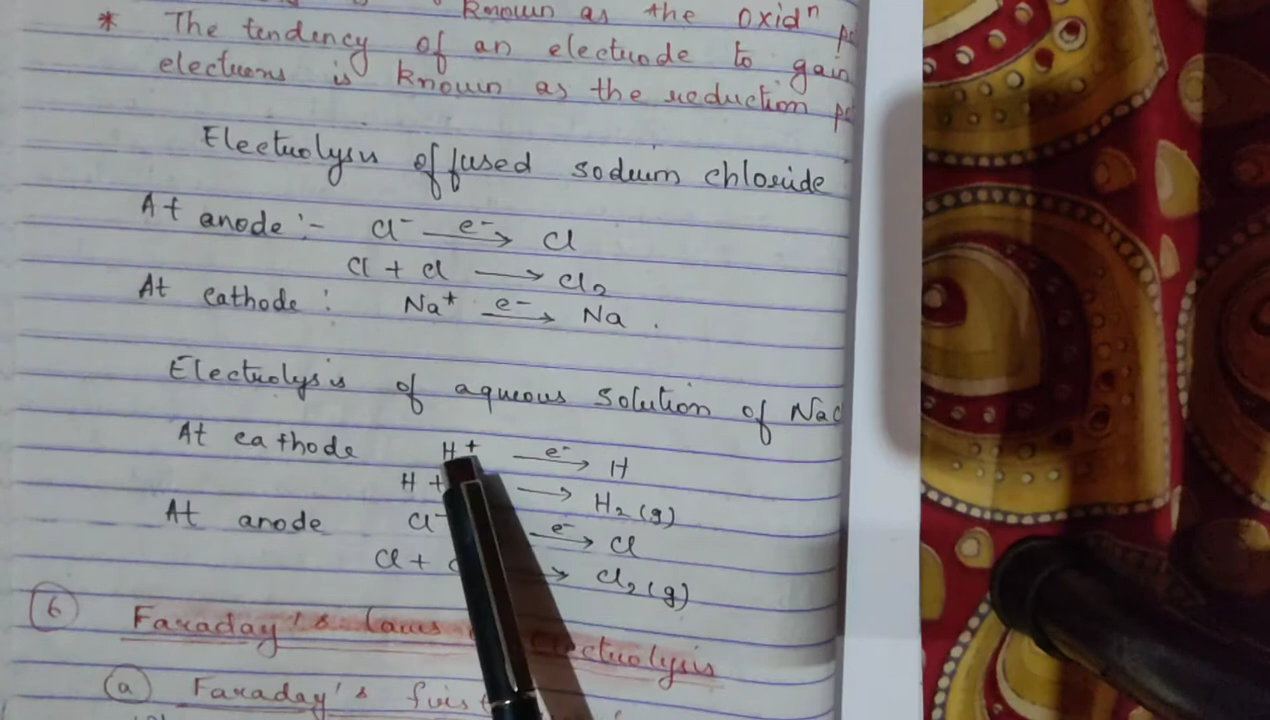 known as the oxidⁿ
* The tendency of an electrode to gain
electrons is known as the reduction
Electrolysis of fused sodium chloride
At anode :- Cl⁻ —e⁻→ Cl
Cl + Cl ⟶ Cl₂
At cathode : Na⁺ —e⁻→ Na .
Electrolysis of aqueous solution of NaC
At cathode H⁺ —e⁻→ H
H + ⟶ H₂ (g)
At anode Cl⁻ —e⁻→ Cl
Cl + → Cl₂ (g)
6 Faraday's laws electrolysis
a Faraday's first